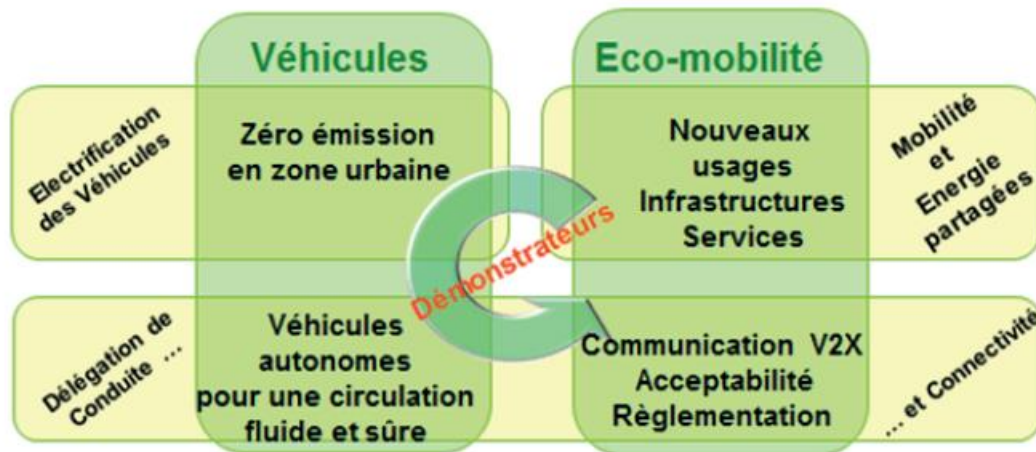 Véhicules
Eco-mobilité
Electrification
des Véhicules
Zéro émission
en zone urbaine
Nouveaux
usages
Infrastructures
Services
Mobilité
et
Energie
partagées
Démonstrateurs
Délégation de
Conduite ...
Véhicules
autonomes
pour une circulation
fluide et sûre
Communication V2X
Acceptabilité
Règlementation
... et Connectivité